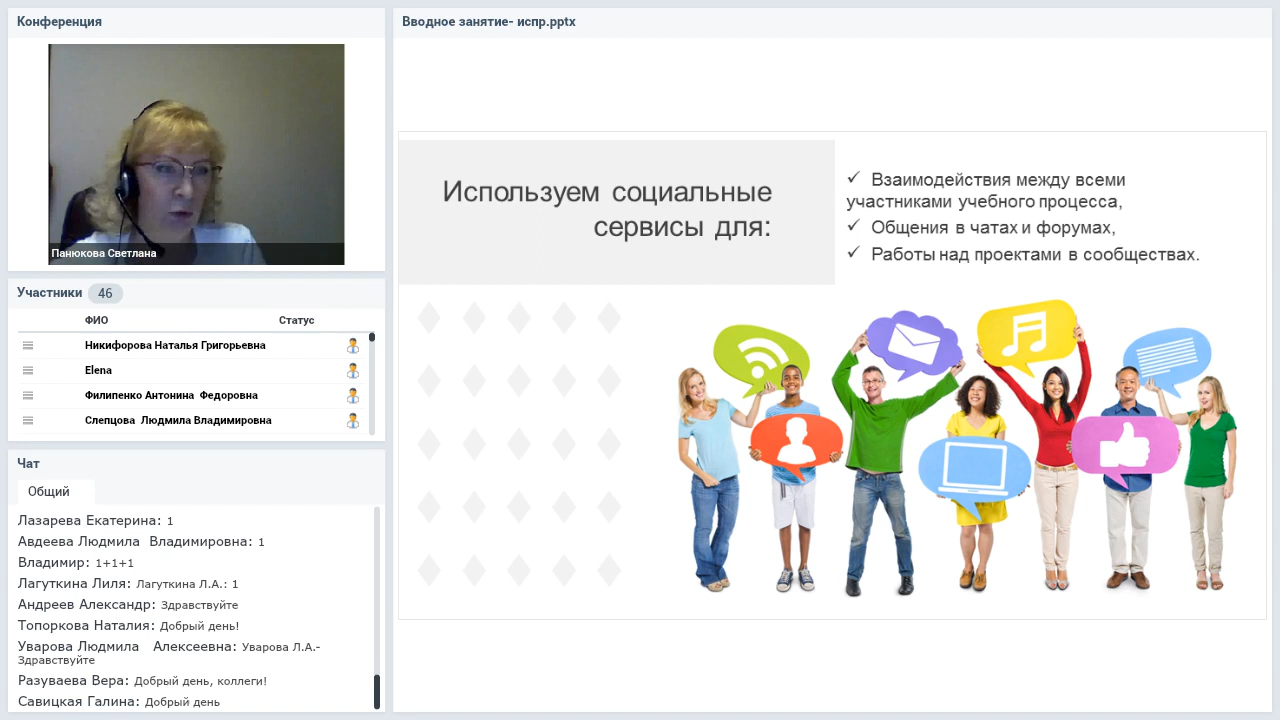 Конференция
Панюкова Светлана
Участники 46
ФИО Статус
Никифорова Наталья Григорьевна
Elena
Филипенко Антонина Федоровна
Слепцова Людмила Владимировна
Чат
Общий
Лазарева Екатерина: 1
Авдеева Людмила Владимировна: 1
Владимир: 1+1+1
Лагуткина Лиля: Лагуткина Л.А.: 1
Андреев Александр: Здравствуйте
Топоркова Наталия: Добрый день!
Уварова Людмила Алексеевна: Уварова Л.А.-
Здравствуйте
Разуваева Вера: Добрый день, коллеги!
Савицкая Галина: Добрый день
Вводное занятие- испр.pptx
Используем социальные
сервисы для:
✓ Взаимодействия между всеми
участниками учебного процесса,
✓ Общения в чатах и форумах,
✓ Работы над проектами в сообществах.